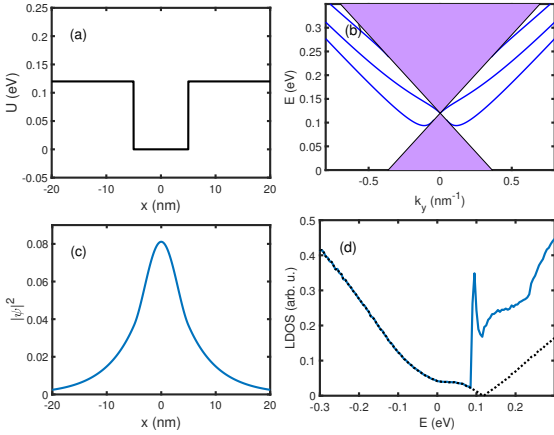 (a)
U (eV)
0.25
0.2
0.15
0.1
0.05
0
-0.05
-20 -10 0 10 20
x (nm)
(b)
E (eV)
0.35
0.3
0.25
0.2
0.15
0.1
0.05
0
-0.5 0 0.5
k_y (nm^-1)
(c)
|ψ|^2
0.08
0.06
0.04
0.02
0
-20 -10 0 10 20
x (nm)
(d)
LDOS (arb. u.)
0.5
0.4
0.3
0.2
0.1
0
-0.3 -0.2 -0.1 0 0.1 0.2 0.3
E (eV)